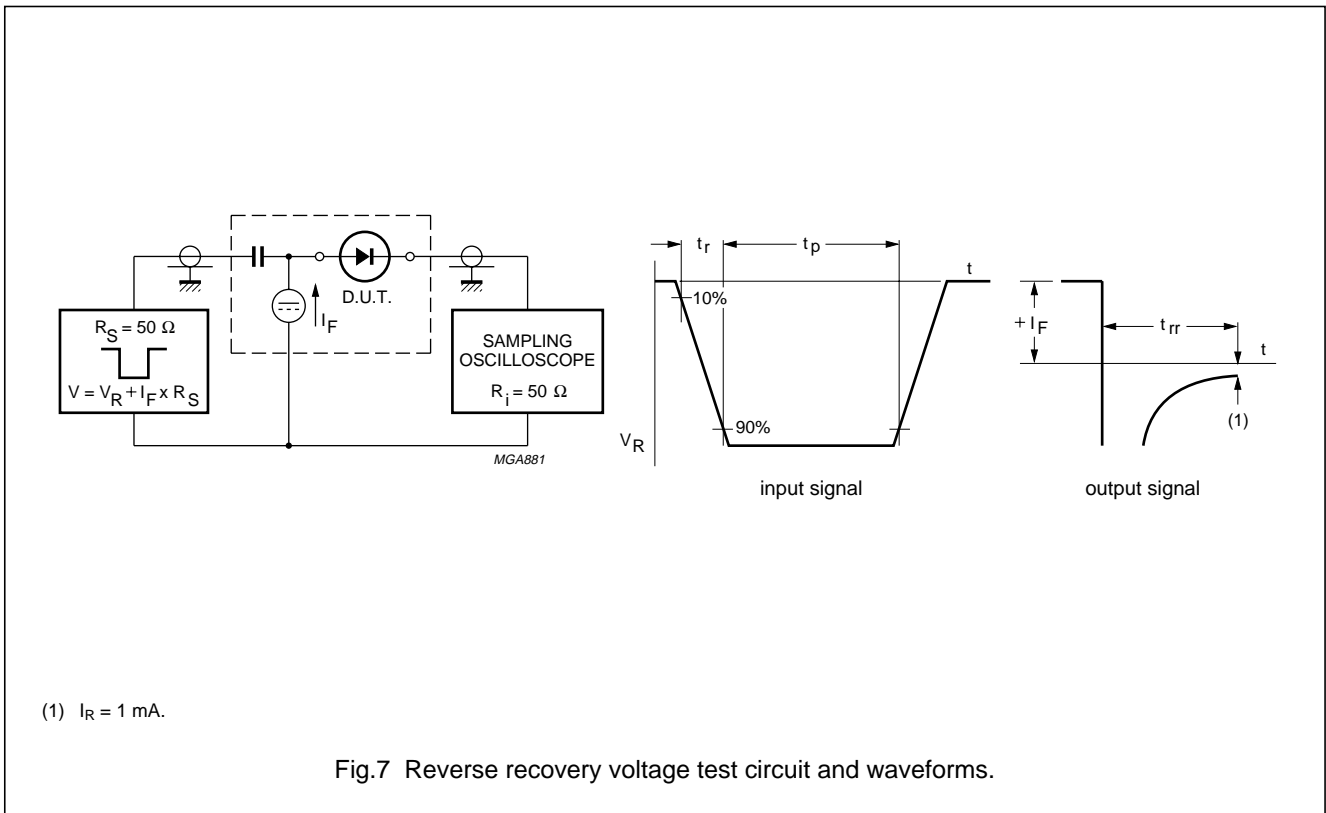 D.U.T.
I_F
R_S = 50 Ω
V = V_R + I_F x R_S
SAMPLING
OSCILLOSCOPE
R_i = 50 Ω
MGA881
t_r
t_p
t
10%
90%
V_R
input signal
+ I_F
t_rr
t
(1)
output signal
(1) I_R = 1 mA.
Fig.7 Reverse recovery voltage test circuit and waveforms.